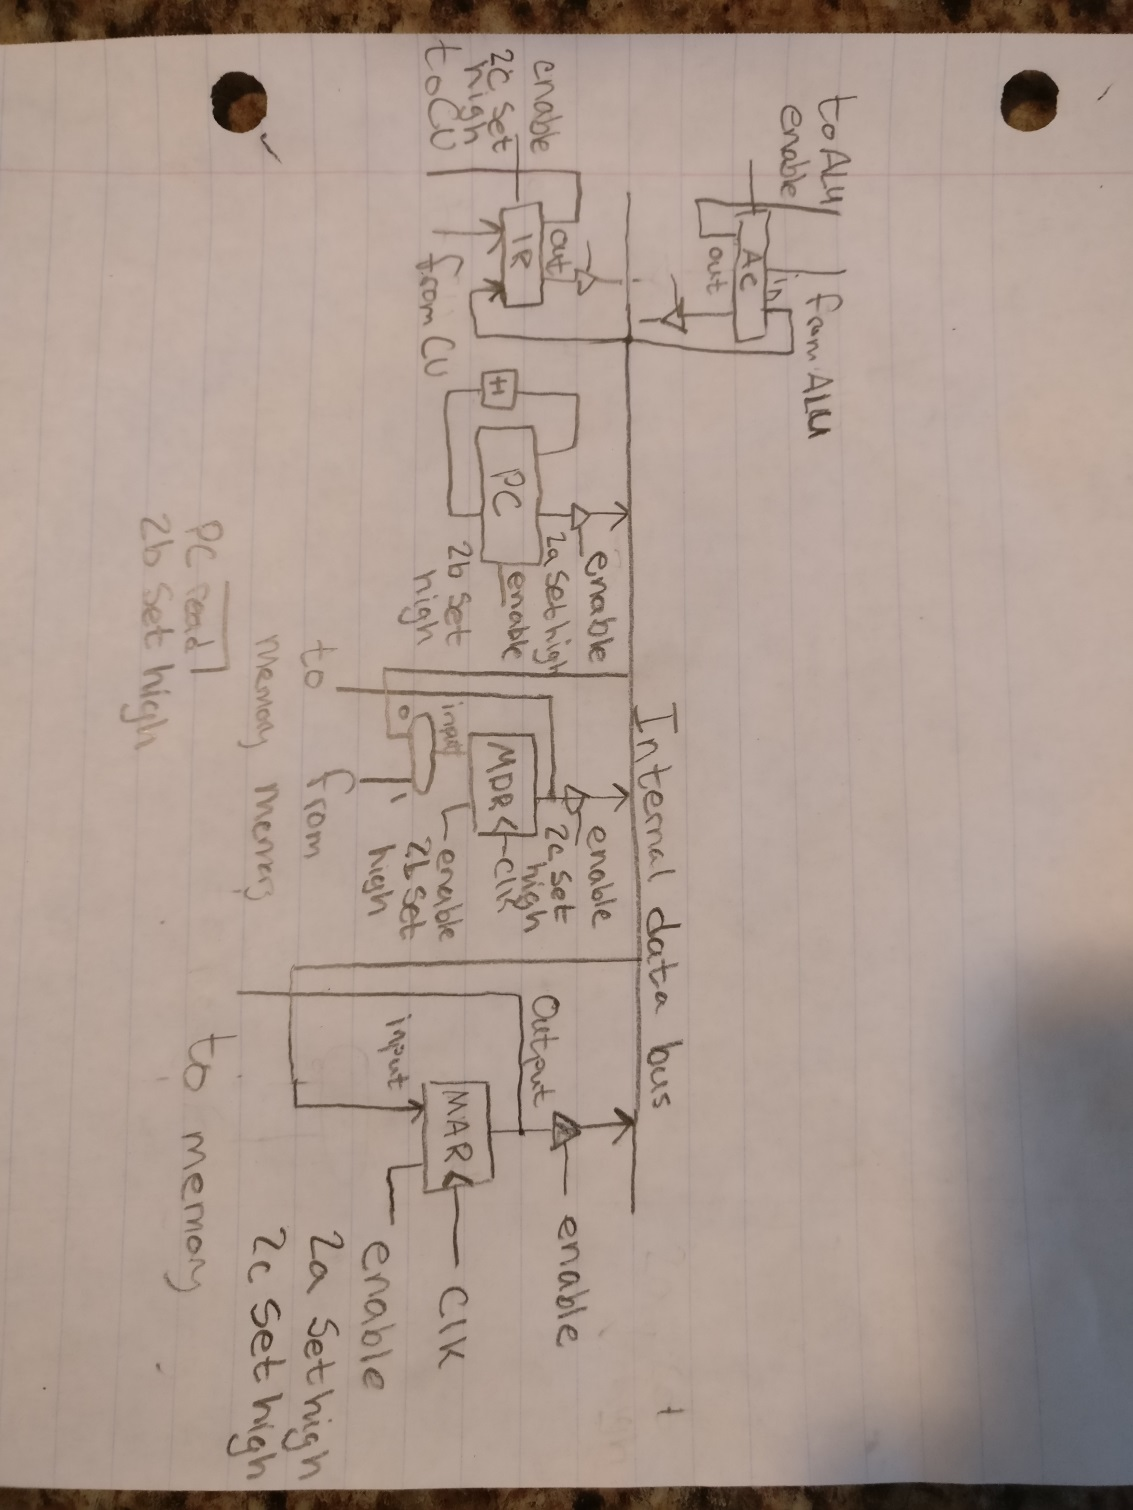 to ALU
enable
from ALU
in
AC
out
Internal data bus
enable
2c set
high
to CU
out
IR
from CU
+
PC
enable
2a set high
enable
2b set
high
PC read
2b set high
enable
2c set
high
MDR
clk
input
enable
0
1
2b set
high
to
memory
from
memory
Output
enable
MAR
Clk
input
enable
2a set high
2c set high
to memory
+